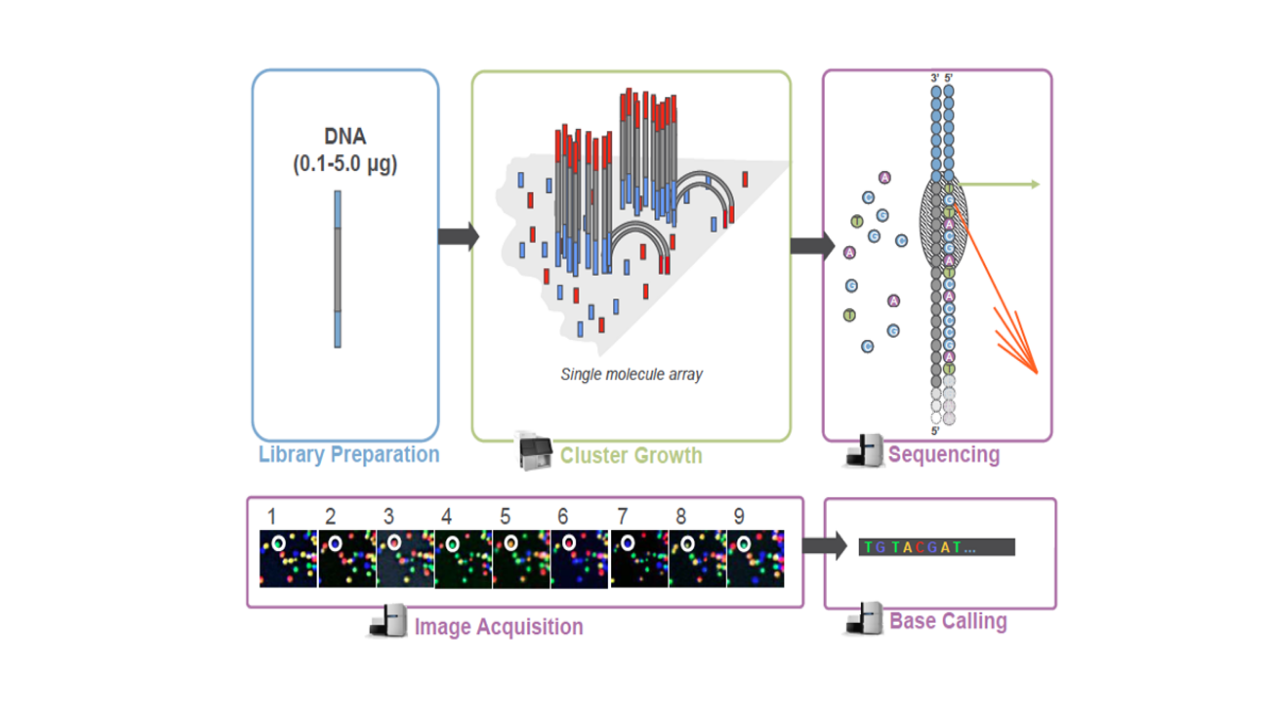 DNA
(0.1-5.0 µg)
Library Preparation
Single molecule array
Cluster Growth
3' 5'
A
C
G
T
G
C
A
G
A
T
G
C
T
G
T
A
C
G
A
T
C
A
C
C
C
G
A
T
5'
Sequencing
1 2 3 4 5 6 7 8 9
Image Acquisition
TGTACGAT...
Base Calling